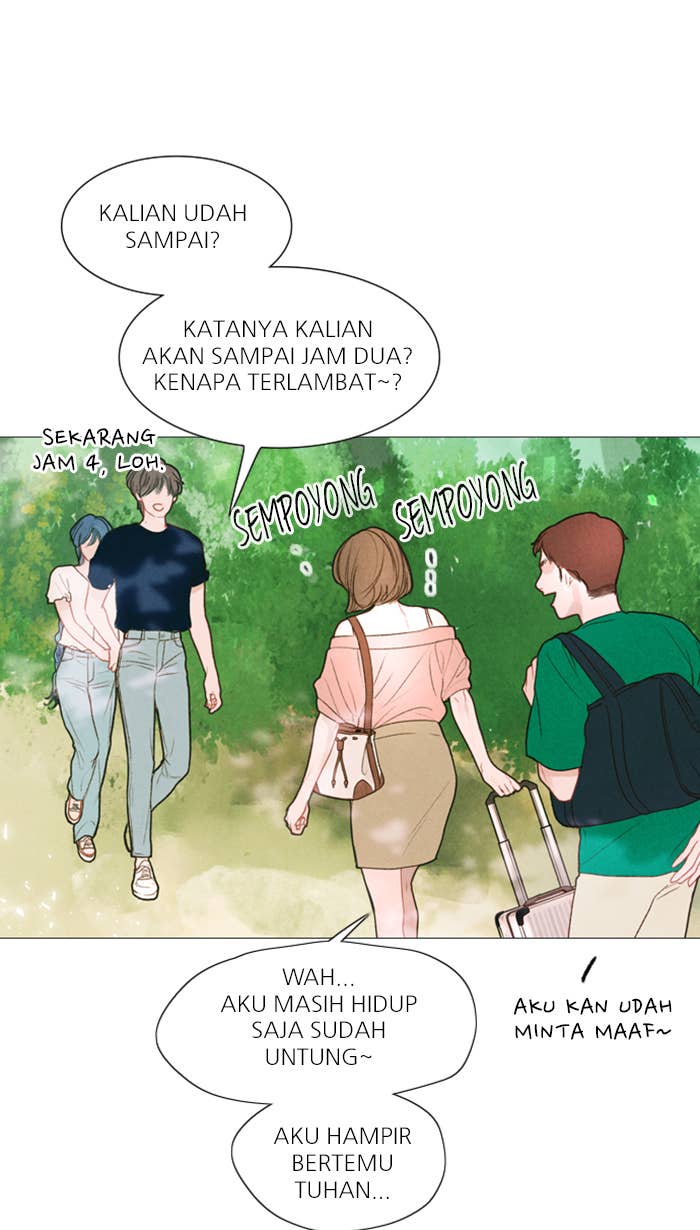 KALIAN UDAH
SAMPAI?
KATANYA KALIAN
AKAN SAMPAI JAM DUA?
KENAPA TERLAMBAT~?
SEKARANG
JAM 4, LOH.
SEMPOYONG
SEMPOYONG
WAH...
AKU MASIH HIDUP
SAJA SUDAH
UNTUNG~
AKU KAN UDAH
MINTA MAAF~
AKU HAMPIR
BERTEMU
TUHAN...